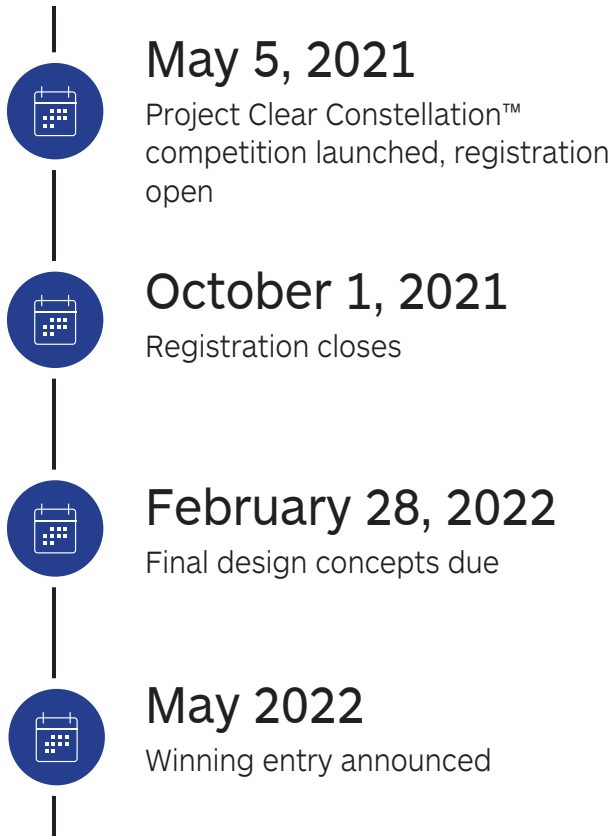 May 5, 2021
Project Clear Constellation™
competition launched, registration
open
October 1, 2021
Registration closes
February 28, 2022
Final design concepts due
May 2022
Winning entry announced